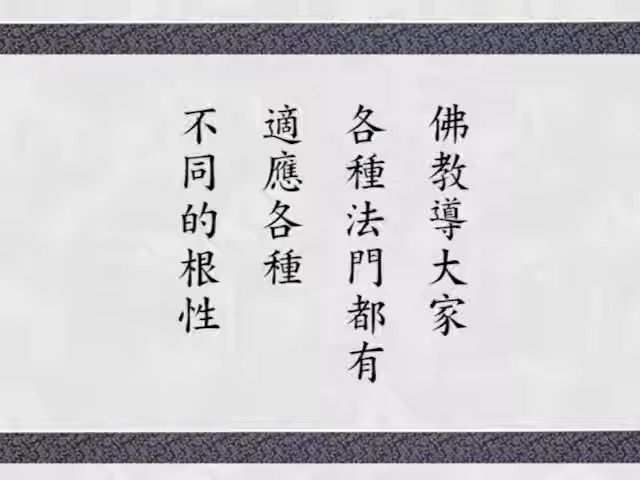 佛教導大家
各種法門都有
適應各種
不同的根性